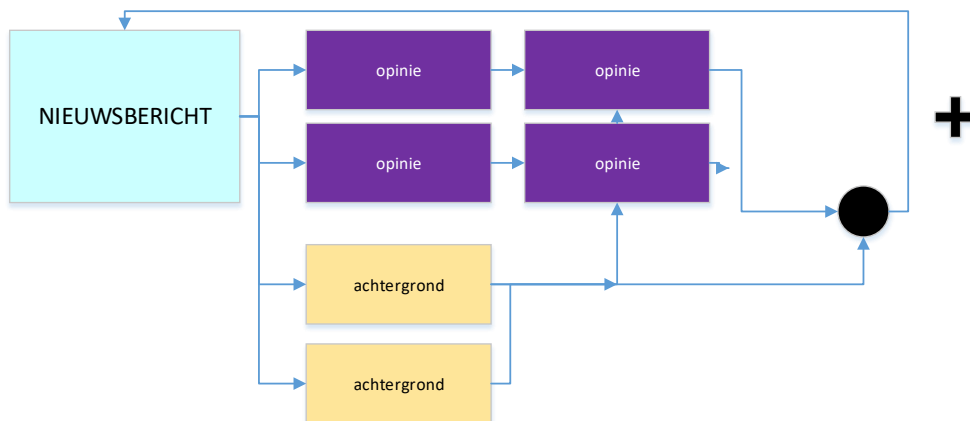 NIEUWSBERICHT
opinie
opinie
opinie
opinie
achtergrond
achtergrond